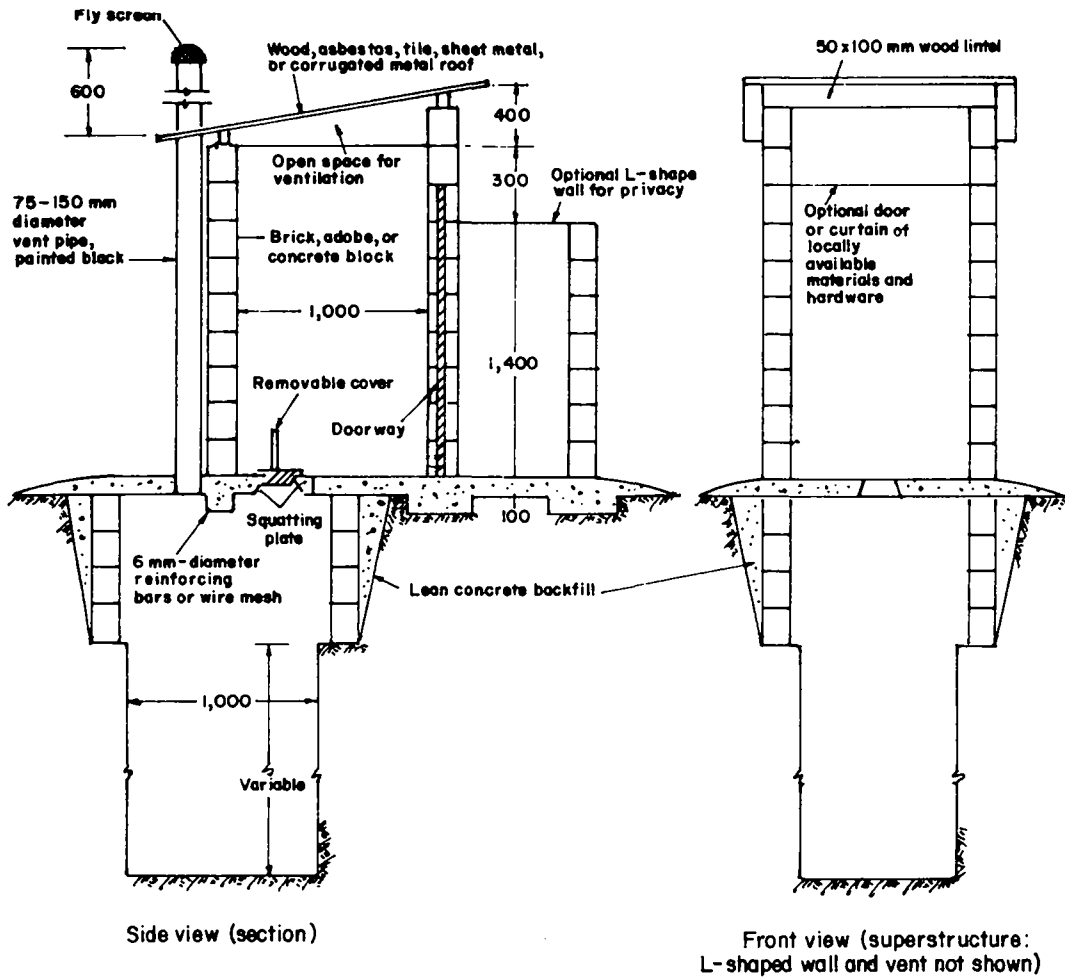 Fly screen
600
Wood, asbestos, tile, sheet metal,
or corrugated metal roof
50 x 100 mm wood lintel
400
Open space for
ventilation
300
Optional L-shape
wall for privacy
75-150 mm
diameter
vent pipe,
painted black
Brick, adobe, or
concrete block
Optional door
or curtain of
locally
available
materials and
hardware
1,000
1,400
Removable cover
Doorway
Squatting
plate
100
6 mm-diameter
reinforcing
bars or wire mesh
Lean concrete backfill
1,000
Variable
Side view (section)
Front view (superstructure:
L-shaped wall and vent not shown)